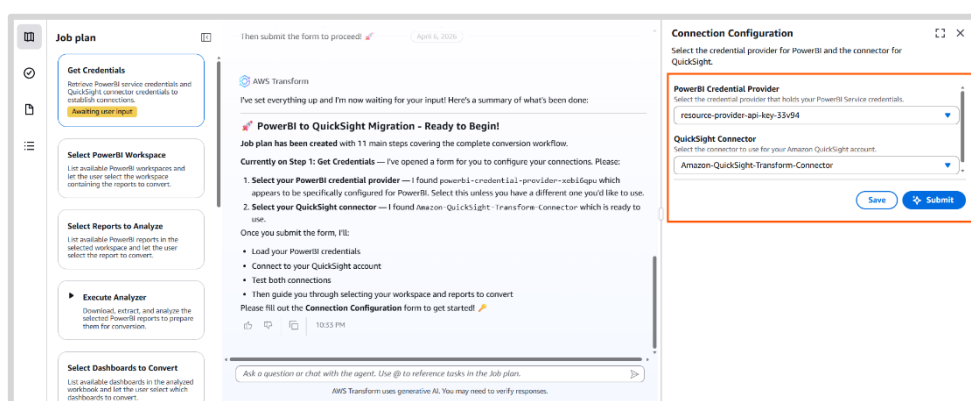 Job plan
Get Credentials
Retrieve PowerBI service credentials and
QuickSight connector credentials to
establish connections.
Awaiting user input
Select PowerBI Workspace
List available PowerBI workspaces and
let the user select the workspace
containing the reports to convert.
Select Reports to Analyze
List available PowerBI reports in the
selected workspace and let the user
select the report to convert.
Execute Analyzer
Download, extract, and analyze the
selected PowerBI reports to prepare
them for conversion.
Select Dashboards to Convert
List available dashboards in the analyzed
workbook and let the user select which
dashboards to convert.
Then submit the form to proceed! 🚀
April 6, 2026
AWS Transform
I've set everything up and I'm now waiting for your input! Here's a summary of what's been done:
🚀 PowerBI to QuickSight Migration - Ready to Begin!
Job plan has been created with 11 main steps covering the complete conversion workflow.
Currently on Step 1: Get Credentials — I've opened a form for you to configure your connections. Please:
1. Select your PowerBI credential provider — I found powerbi-credential-provider-xebi6qpu which
appears to be specifically configured for PowerBI. Select this unless you have a different one you'd like to use.
2. Select your QuickSight connector — I found Amazon-QuickSight-Transform-Connector which is ready to
use.
Once you submit the form, I'll:
• Load your PowerBI credentials
• Connect to your QuickSight account
• Test both connections
• Then guide you through selecting your workspace and reports to convert
Please fill out the Connection Configuration form to get started! 🔑
10:33 PM
Ask a question or chat with the agent. Use @ to reference tasks in the Job plan.
AWS Transform uses generative AI. You may need to verify responses.
Connection Configuration
Select the credential provider for PowerBI and the connector for
QuickSight.
PowerBI Credential Provider
Select the credential provider that holds your PowerBI Service credentials.
resource-provider-api-key-33v94
QuickSight Connector
Select the connector to use for your Amazon QuickSight account.
Amazon-QuickSight-Transform-Connector
Save
Submit